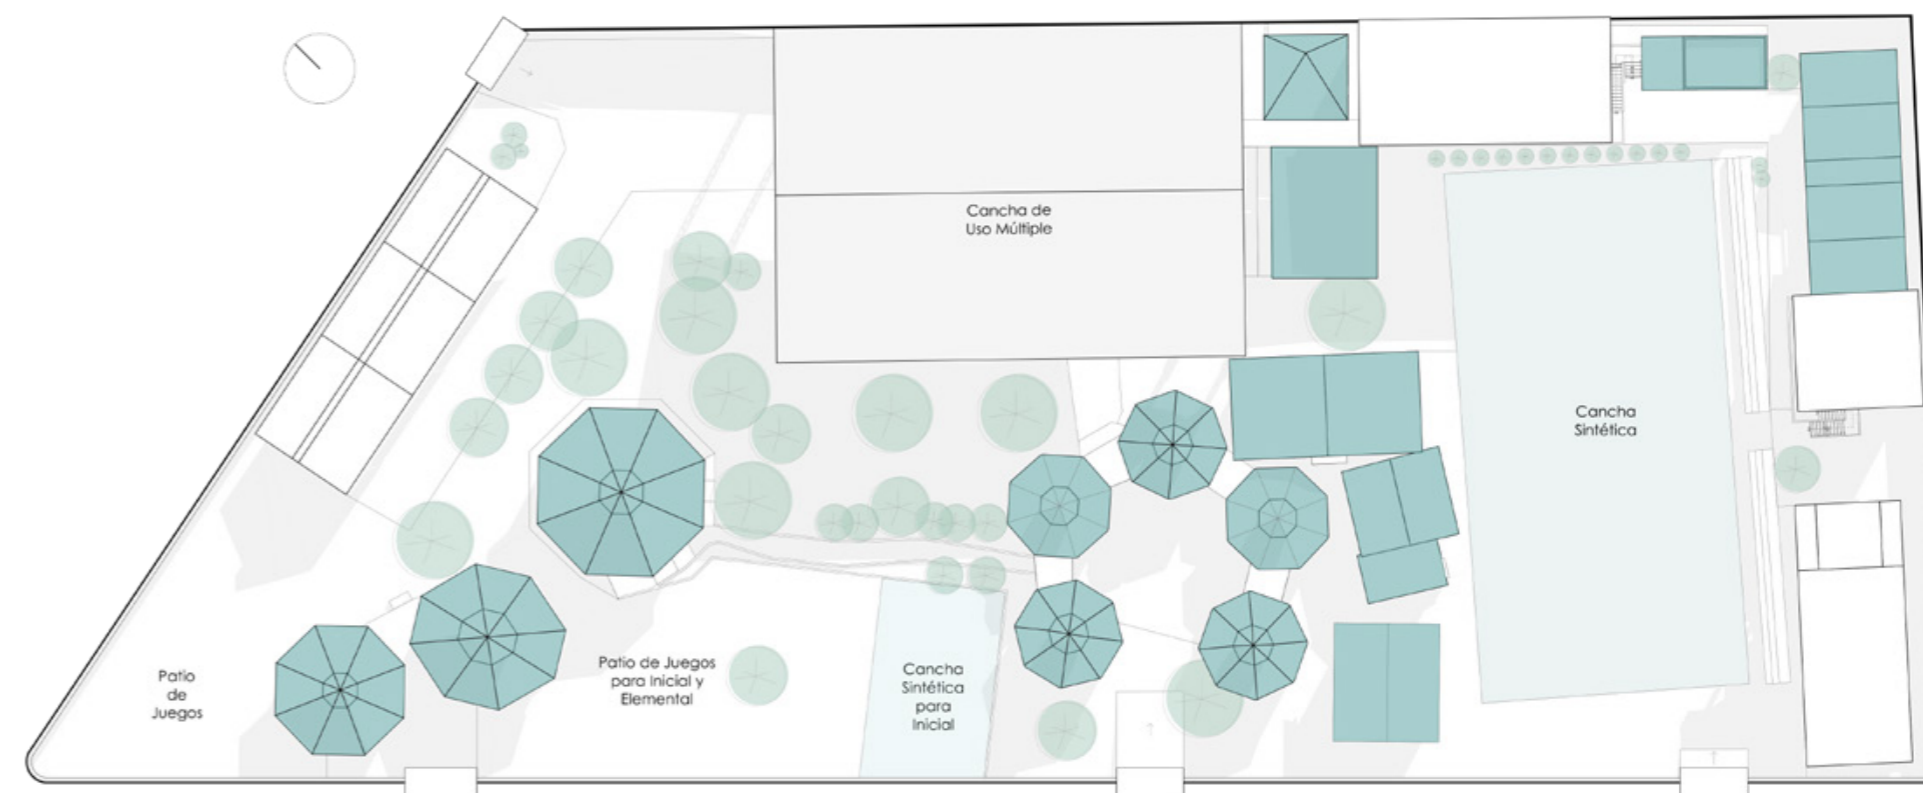 Cancha de
Uso Múltiple
Cancha
Sintética
Patio
de
Juegos
Patio de Juegos
para Inicial y
Elemental
Cancha
Sintética
para
Inicial